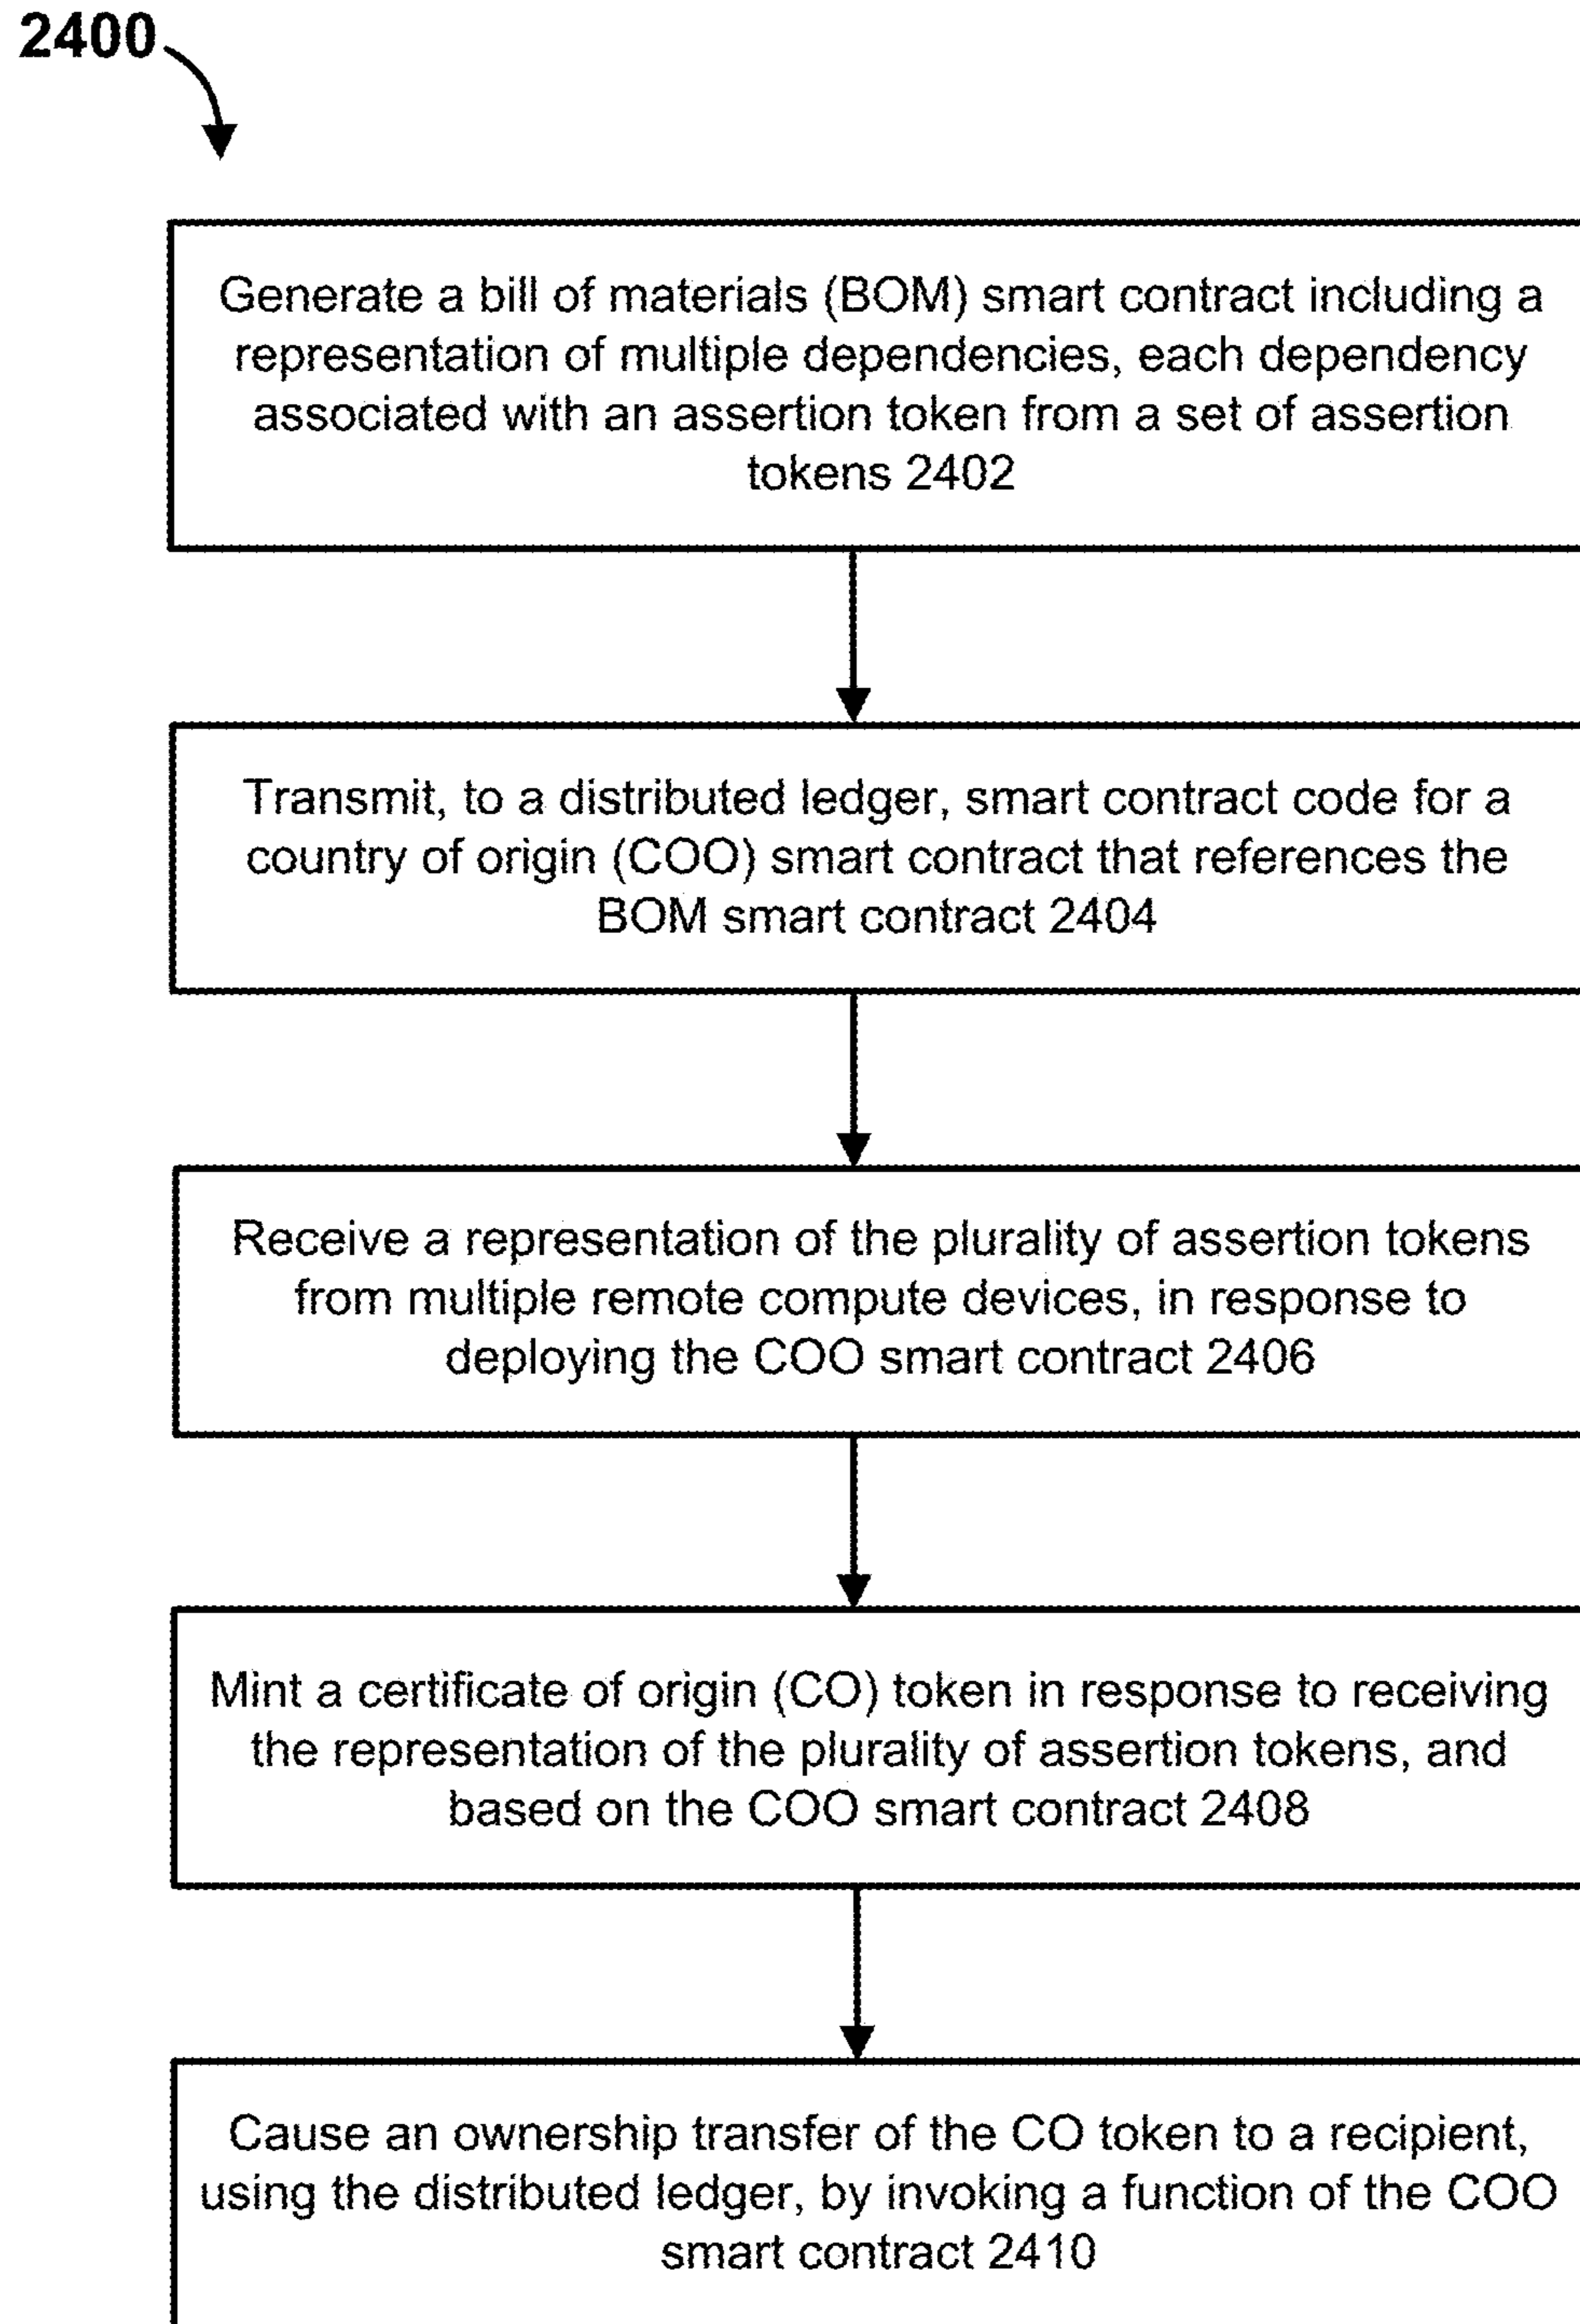 2400
Generate a bill of materials (BOM) smart contract including a
representation of multiple dependencies, each dependency
associated with an assertion token from a set of assertion
tokens 2402
Transmit, to a distributed ledger, smart contract code for a
country of origin (COO) smart contract that references the
BOM smart contract 2404
Receive a representation of the plurality of assertion tokens
from multiple remote compute devices, in response to
deploying the COO smart contract 2406
Mint a certificate of origin (CO) token in response to receiving
the representation of the plurality of assertion tokens, and
based on the COO smart contract 2408
Cause an ownership transfer of the CO token to a recipient,
using the distributed ledger, by invoking a function of the COO
smart contract 2410